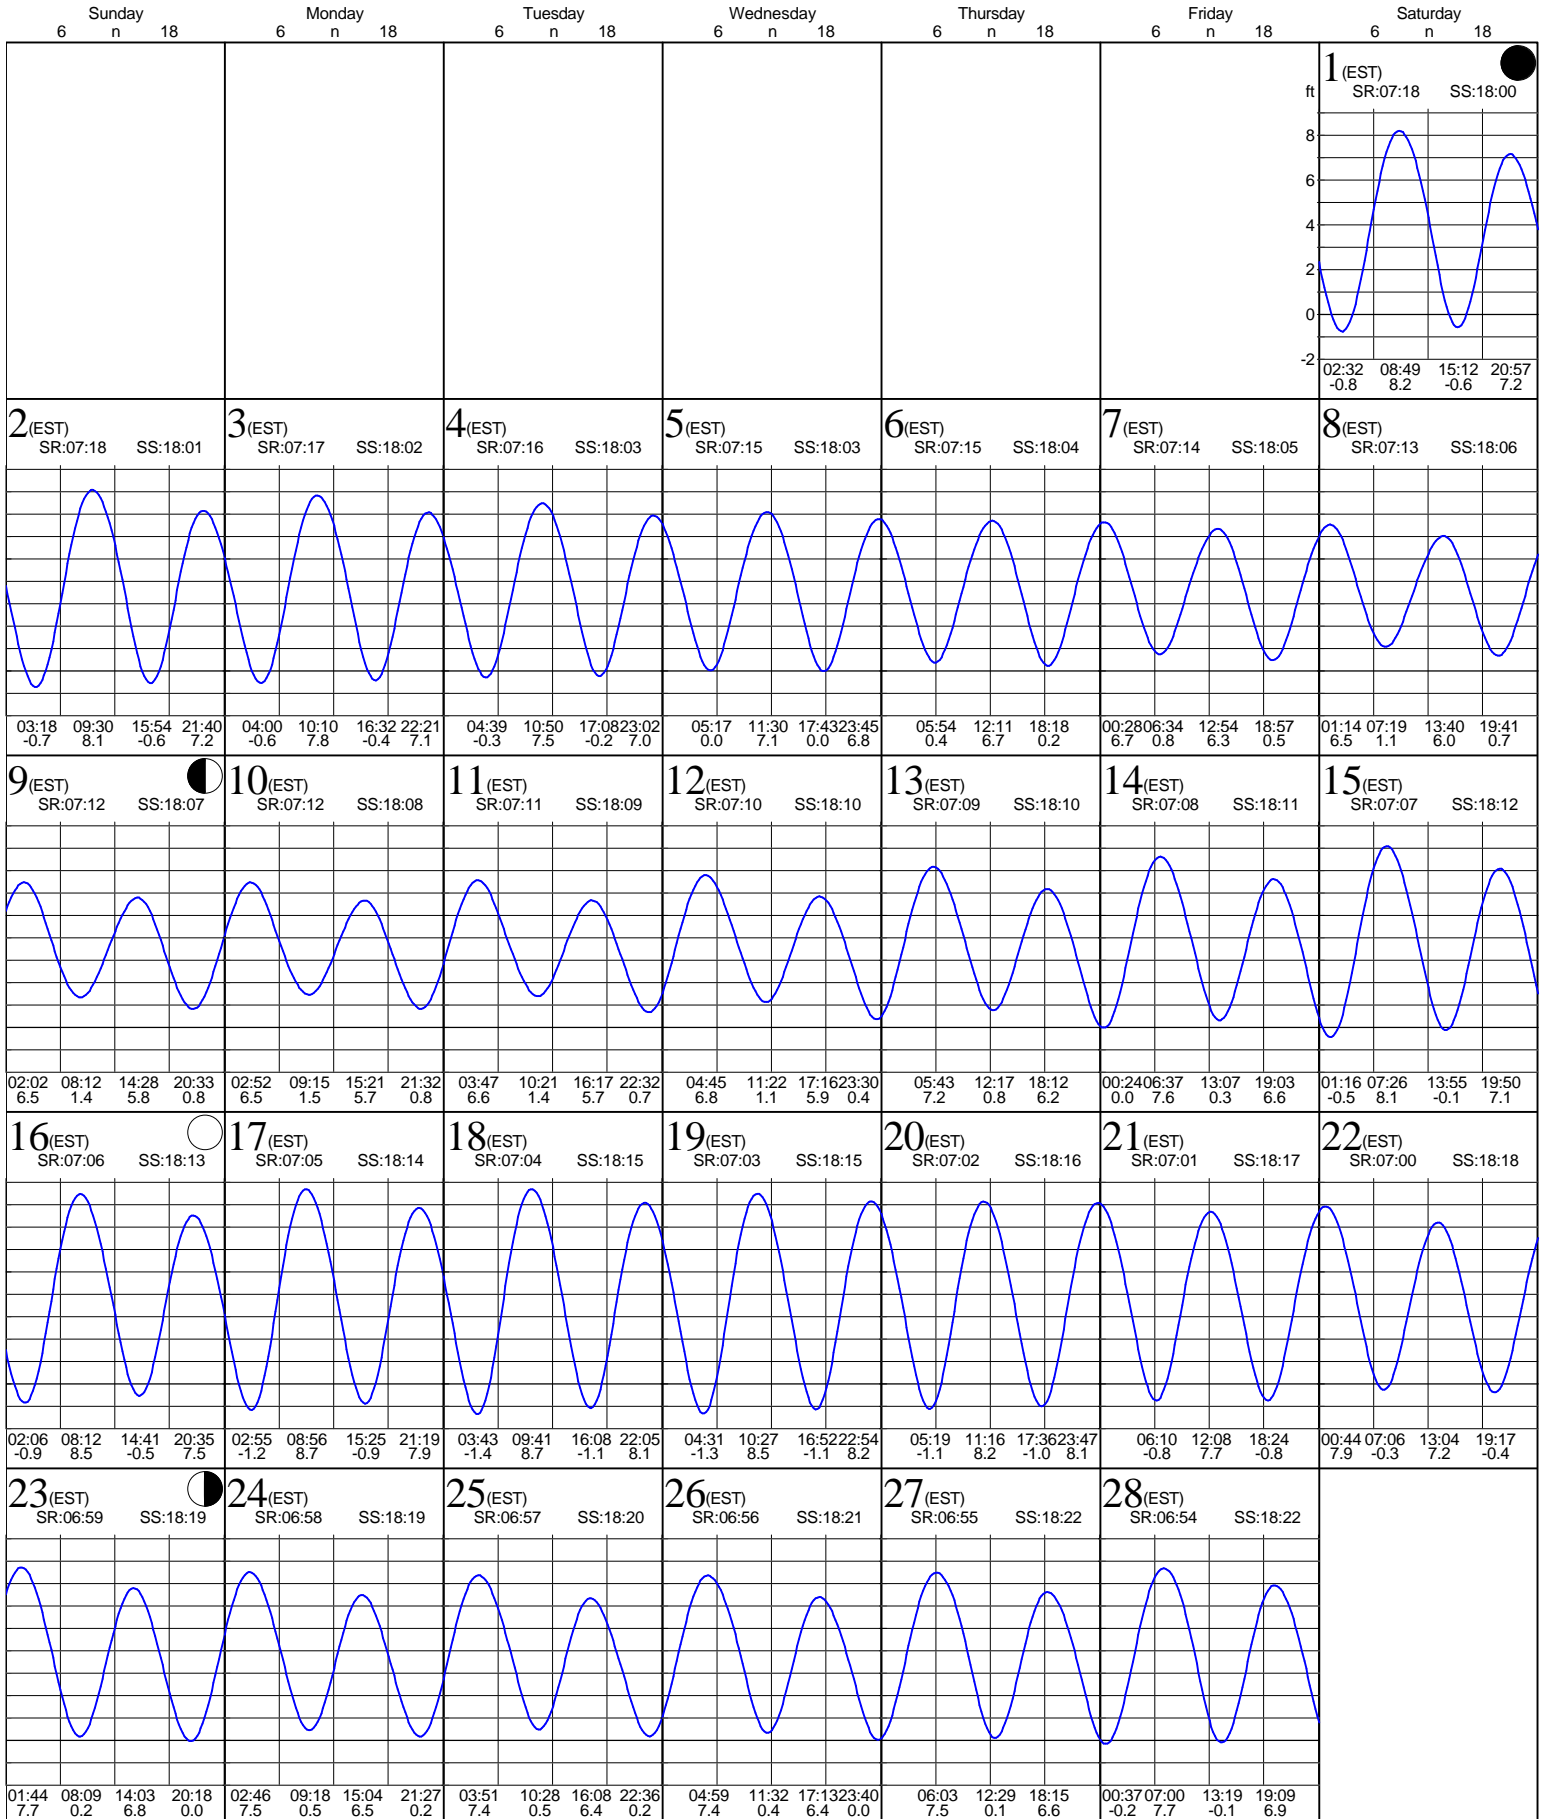 Sunday Monday Tuesday Wednesday Thursday Friday Saturday
6 n 18 6 n 18 6 n 18 6 n 18 6 n 18 6 n 18 6 n 18
1(EST)
ft SR:07:18 SS:18:00
8
6
4
2
0
-2
02:32 08:49 15:12 20:57
-0.8 8.2 -0.6 7.2
2(EST) 3(EST) 4(EST) 5(EST) 6(EST) 7(EST) 8(EST)
SR:07:18 SS:18:01 SR:07:17 SS:18:02 SR:07:16 SS:18:03 SR:07:15 SS:18:03 SR:07:15 SS:18:04 SR:07:14 SS:18:05 SR:07:13 SS:18:06
03:18 09:30 15:54 21:40 04:00 10:10 16:32 22:21 04:39 10:50 17:08 23:02 05:17 11:30 17:43 23:45 05:54 12:11 18:18 00:28 06:34 12:54 18:57 01:14 07:19 13:40 19:41
-0.7 8.1 -0.6 7.2 -0.6 7.8 -0.4 7.1 -0.3 7.5 -0.2 7.0 0.0 7.1 0.0 6.8 0.4 6.7 0.2 6.7 0.8 6.3 0.5 6.5 1.1 6.0 0.7
9(EST) 10(EST) 11(EST) 12(EST) 13(EST) 14(EST) 15(EST)
SR:07:12 SS:18:07 SR:07:12 SS:18:08 SR:07:11 SS:18:09 SR:07:10 SS:18:10 SR:07:09 SS:18:10 SR:07:08 SS:18:11 SR:07:07 SS:18:12
02:02 08:12 14:28 20:33 02:52 09:15 15:21 21:32 03:47 10:21 16:17 22:32 04:45 11:22 17:16 23:30 05:43 12:17 18:12 00:24 06:37 13:07 19:03 01:16 07:26 13:55 19:50
6.5 1.4 5.8 0.8 6.5 1.5 5.7 0.8 6.6 1.4 5.7 0.7 6.8 1.1 5.9 0.4 7.2 0.8 6.2 0.0 7.6 0.3 6.6 -0.5 8.1 -0.1 7.1
16(EST) 17(EST) 18(EST) 19(EST) 20(EST) 21(EST) 22(EST)
SR:07:06 SS:18:13 SR:07:05 SS:18:14 SR:07:04 SS:18:15 SR:07:03 SS:18:15 SR:07:02 SS:18:16 SR:07:01 SS:18:17 SR:07:00 SS:18:18
02:06 08:12 14:41 20:35 02:55 08:56 15:25 21:19 03:43 09:41 16:08 22:05 04:31 10:27 16:52 22:54 05:19 11:16 17:36 23:47 06:10 12:08 18:24 00:44 07:06 13:04 19:17
-0.9 8.5 -0.5 7.5 -1.2 8.7 -0.9 7.9 -1.4 8.7 -1.1 8.1 -1.3 8.5 -1.1 8.2 -1.1 8.2 -1.0 8.1 -0.8 7.7 -0.8 7.9 -0.3 7.2 -0.4
23(EST) 24(EST) 25(EST) 26(EST) 27(EST) 28(EST)
SR:06:59 SS:18:19 SR:06:58 SS:18:19 SR:06:57 SS:18:20 SR:06:56 SS:18:21 SR:06:55 SS:18:22 SR:06:54 SS:18:22
01:44 08:09 14:03 20:18 02:46 09:18 15:04 21:27 03:51 10:28 16:08 22:36 04:59 11:32 17:13 23:40 06:03 12:29 18:15 00:37 07:00 13:19 19:09
7.7 0.2 6.8 0.0 7.5 0.5 6.5 0.2 7.4 0.5 6.4 0.2 7.4 0.4 6.4 0.0 7.5 0.1 6.6 -0.2 7.7 -0.1 6.9